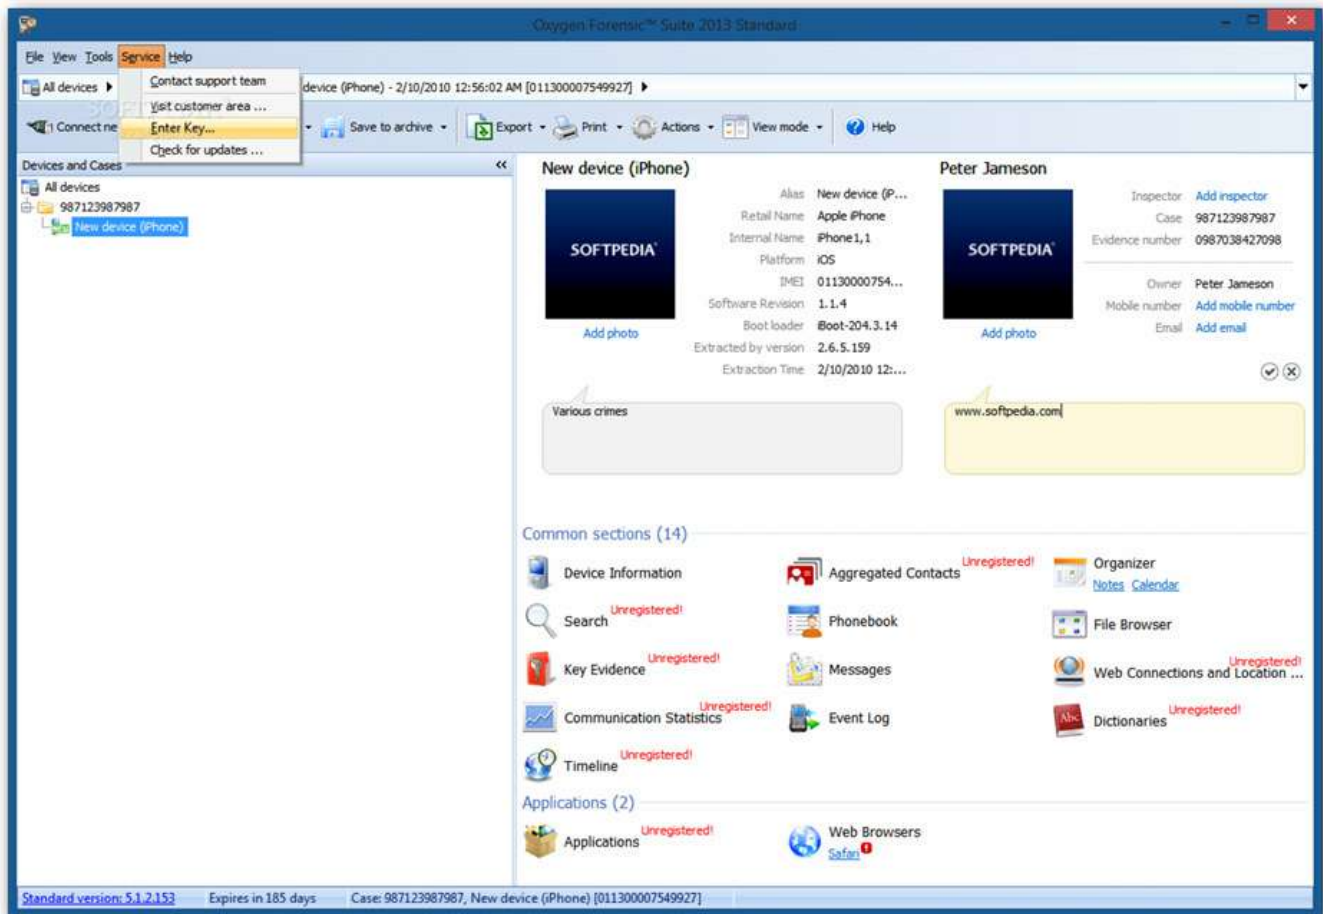 Oxygen Forensic™ Suite 2013 Standard
File View Tools Service Help
All devices device (iPhone) - 2/10/2010 12:56:02 AM [011300007549927]
Contact support team
Visit customer area ...
Enter Key...
Check for updates ...
Connect ne Save to archive Export Print Actions View mode Help
Devices and Cases
All devices
987123987987
New device (iPhone)
New device (iPhone)
SOFTPEDIA
Add photo
Alias New device (iP...
Retail Name Apple iPhone
Internal Name iPhone1,1
Platform iOS
IMEI 01130000754...
Software Revision 1.1.4
Boot loader iBoot-204.3.14
Extracted by version 2.6.5.159
Extraction Time 2/10/2010 12:...
Various crimes
Peter Jameson
SOFTPEDIA
Add photo
Inspector Add inspector
Case 987123987987
Evidence number 0987038427098
Owner Peter Jameson
Mobile number Add mobile number
Email Add email
www.softpedia.com
Common sections (14)
Device Information
Aggregated Contacts Unregistered!
Organizer
Notes Calendar
Search Unregistered!
Phonebook
File Browser
Key Evidence Unregistered!
Messages
Web Connections and Location ... Unregistered!
Communication Statistics Unregistered!
Event Log
Dictionaries Unregistered!
Timeline Unregistered!
Applications (2)
Applications Unregistered!
Web Browsers
Safari
Standard version: 5.1.2.153 Expires in 185 days Case: 987123987987, New device (iPhone) [011300007549927]